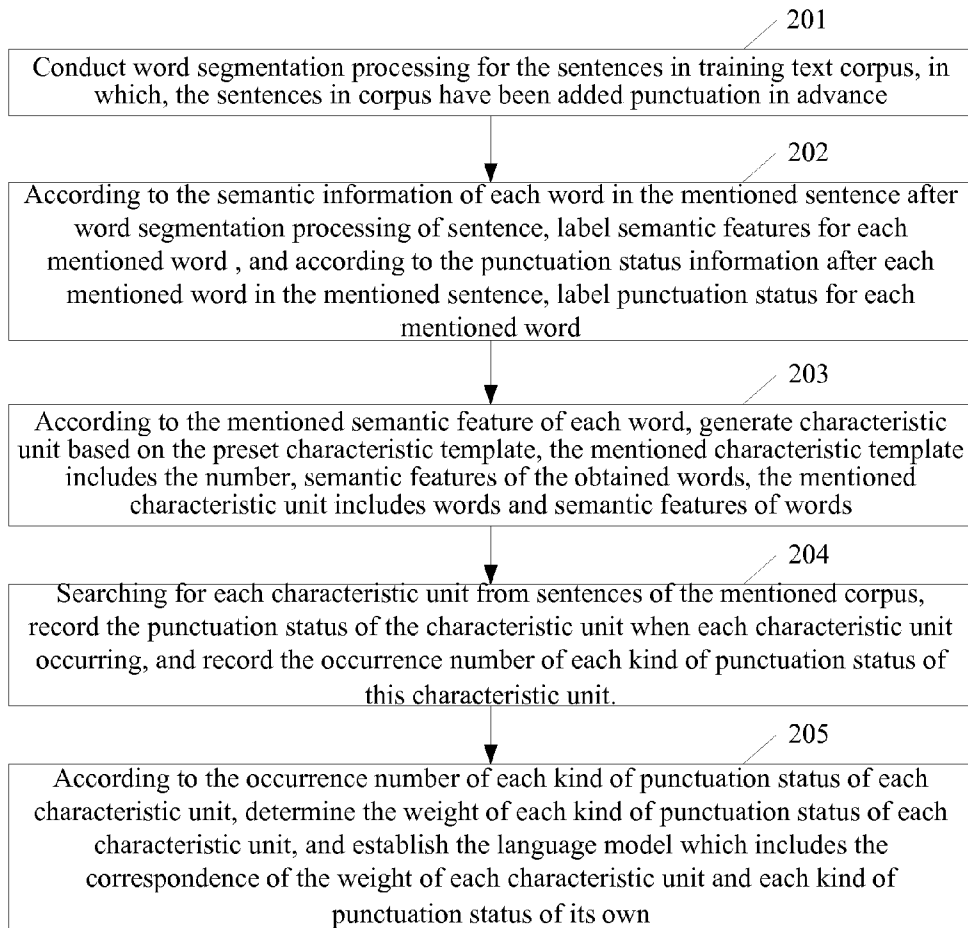 201
Conduct word segmentation processing for the sentences in training text corpus, in
which, the sentences in corpus have been added punctuation in advance
202
According to the semantic information of each word in the mentioned sentence after
word segmentation processing of sentence, label semantic features for each
mentioned word , and according to the punctuation status information after each
mentioned word in the mentioned sentence, label punctuation status for each
mentioned word
203
According to the mentioned semantic feature of each word, generate characteristic
unit based on the preset characteristic template, the mentioned characteristic template
includes the number, semantic features of the obtained words, the mentioned
characteristic unit includes words and semantic features of words
204
Searching for each characteristic unit from sentences of the mentioned corpus,
record the punctuation status of the characteristic unit when each characteristic unit
occurring, and record the occurrence number of each kind of punctuation status of
this characteristic unit.
205
According to the occurrence number of each kind of punctuation status of each
characteristic unit, determine the weight of each kind of punctuation status of each
characteristic unit, and establish the language model which includes the
correspondence of the weight of each characteristic unit and each kind of
punctuation status of its own